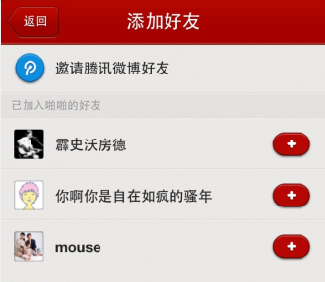 返回
添加好友
邀请腾讯微博好友
已加入啪啪的好友
霹史沃房德
你啊你是自在如疯的骚年
mouse